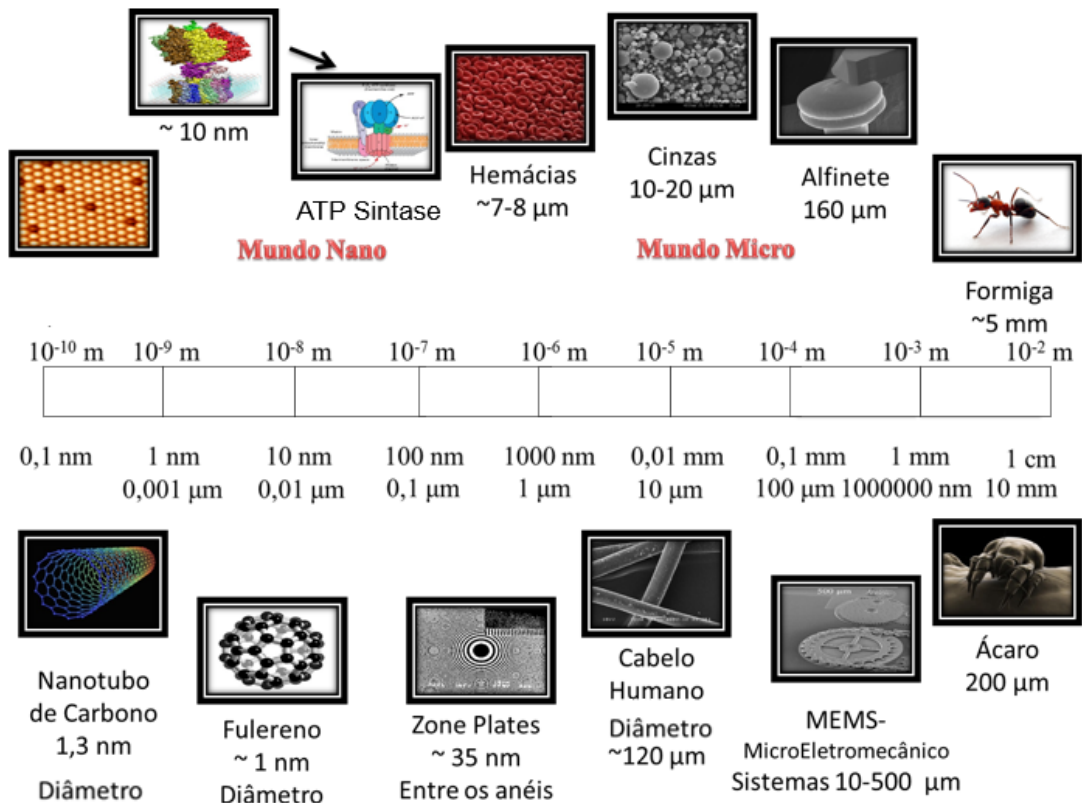 ~ 10 nm
ATP Sintase
Hemácias
~7-8 µm
Cinzas
10-20 µm
Alfinete
160 µm
Mundo Nano
Mundo Micro
Formiga
~5 mm
10⁻¹⁰ m 10⁻⁹ m 10⁻⁸ m 10⁻⁷ m 10⁻⁶ m 10⁻⁵ m 10⁻⁴ m 10⁻³ m 10⁻² m
0,1 nm 1 nm 10 nm 100 nm 1000 nm 0,01 mm 0,1 mm 1 mm 1 cm
0,001 µm 0,01 µm 0,1 µm 1 µm 10 µm 100 µm 1000000 nm 10 mm
Nanotubo
de Carbono
1,3 nm
Diâmetro
Fulereno
~ 1 nm
Diâmetro
Zone Plates
~ 35 nm
Entre os anéis
Cabelo
Humano
Diâmetro
~120 µm
500 µm
MEMS-
MicroEletromecânico
Sistemas 10-500 µm
Ácaro
200 µm